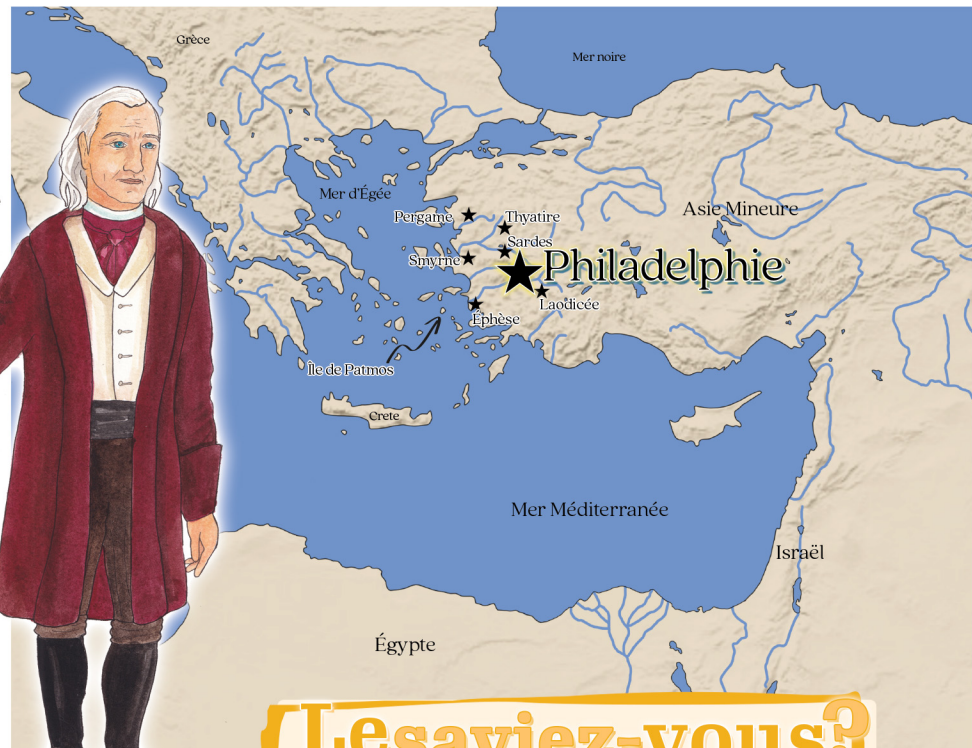 Grèce
Mer noire
Mer d'Égée
Pergame
Thyatire
Asie Mineure
Sardes
Smyrne
Philadelphie
Laodicée
Éphèse
Île de Patmos
Crete
Mer Méditerranée
Israël
Égypte
Le saviez-vous?